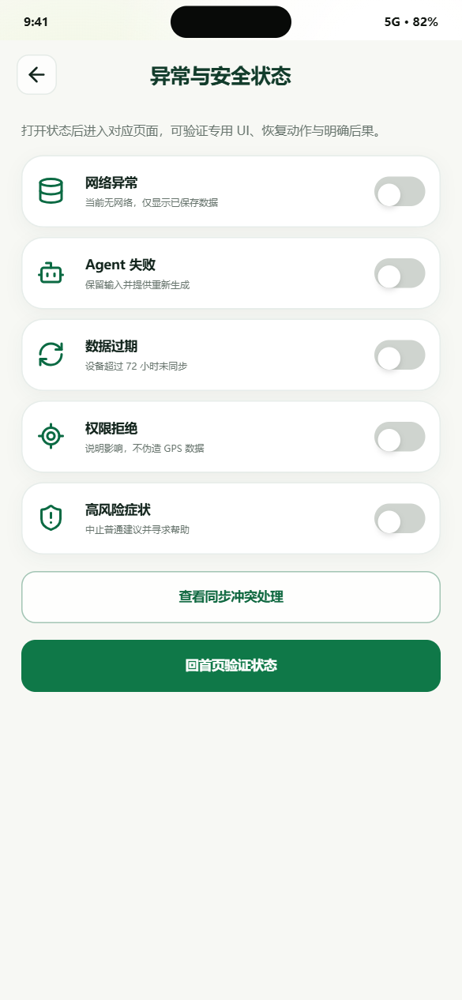 9:41
5G • 82%
异常与安全状态
打开状态后进入对应页面，可验证专用 UI、恢复动作与明确后果。
网络异常
当前无网络，仅显示已保存数据
Agent 失败
保留输入并提供重新生成
数据过期
设备超过 72 小时未同步
权限拒绝
说明影响，不伪造 GPS 数据
高风险症状
中止普通建议并寻求帮助
查看同步冲突处理
回首页验证状态